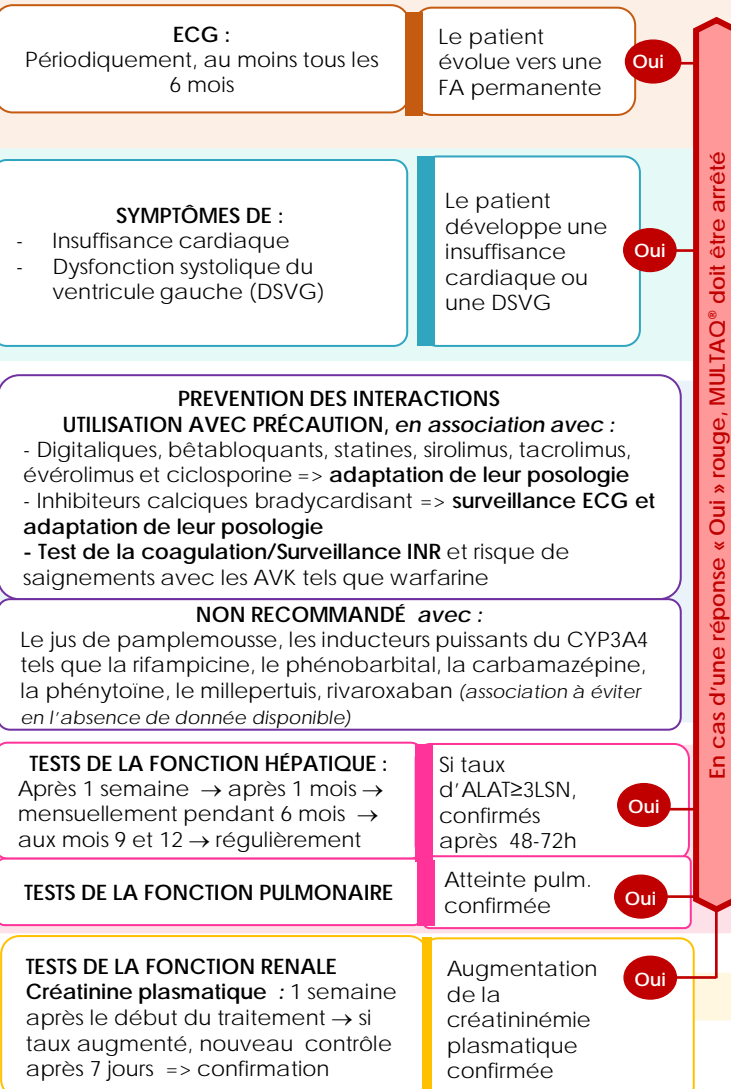 ECG :
Périodiquement, au moins tous les
6 mois
Le patient
évolue vers une
FA permanente
Oui
SYMPTÔMES DE :
- Insuffisance cardiaque
- Dysfonction systolique du
ventricule gauche (DSVG)
Le patient
développe une
insuffisance
cardiaque ou
une DSVG
Oui
PREVENTION DES INTERACTIONS
UTILISATION AVEC PRÉCAUTION, en association avec :
- Digitaliques, bêtabloquants, statines, sirolimus, tacrolimus,
évérolimus et ciclosporine => adaptation de leur posologie
- Inhibiteurs calciques bradycardisant => surveillance ECG et
adaptation de leur posologie
- Test de la coagulation/Surveillance INR et risque de
saignements avec les AVK tels que warfarine
NON RECOMMANDÉ avec :
Le jus de pamplemousse, les inducteurs puissants du CYP3A4
tels que la rifampicine, le phénobarbital, la carbamazépine,
la phénytoïne, le millepertuis, rivaroxaban (association à éviter
en l'absence de donnée disponible)
TESTS DE LA FONCTION HÉPATIQUE :
Après 1 semaine → après 1 mois →
mensuellement pendant 6 mois →
aux mois 9 et 12 → régulièrement
Si taux
d'ALAT≥3LSN,
confirmés
après 48-72h
Oui
TESTS DE LA FONCTION PULMONAIRE
Atteinte pulm.
confirmée
Oui
TESTS DE LA FONCTION RENALE
Créatinine plasmatique : 1 semaine
après le début du traitement → si
taux augmenté, nouveau contrôle
après 7 jours => confirmation
Augmentation
de la
créatininémie
plasmatique
confirmée
Oui
En cas d'une réponse « Oui » rouge, MULTAQ® doit être arrêté